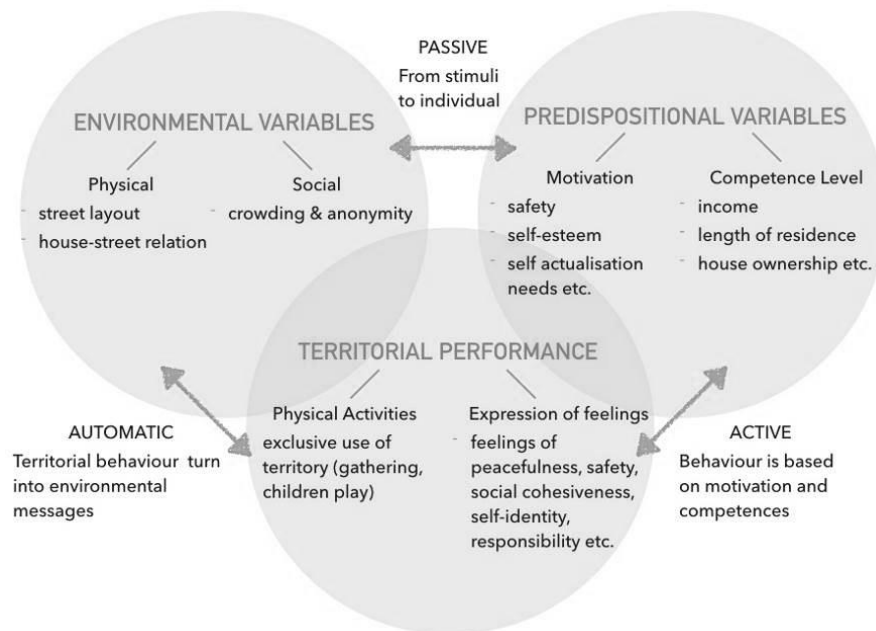 PASSIVE
From stimuli
to individual
ENVIRONMENTAL VARIABLES
Physical
- street layout
- house-street relation
Social
- crowding & anonymity
PREDISPOSITIONAL VARIABLES
Motivation
- safety
- self-esteem
- self actualisation
needs etc.
Competence Level
- income
- length of residence
- house ownership etc.
TERRITORIAL PERFORMANCE
Physical Activities
- exclusive use of
territory (gathering,
children play)
Expression of feelings
- feelings of
peacefulness, safety,
social cohesiveness,
self-identity,
responsibility etc.
AUTOMATIC
Territorial behaviour turn
into environmental
messages
ACTIVE
Behaviour is based
on motivation and
competences